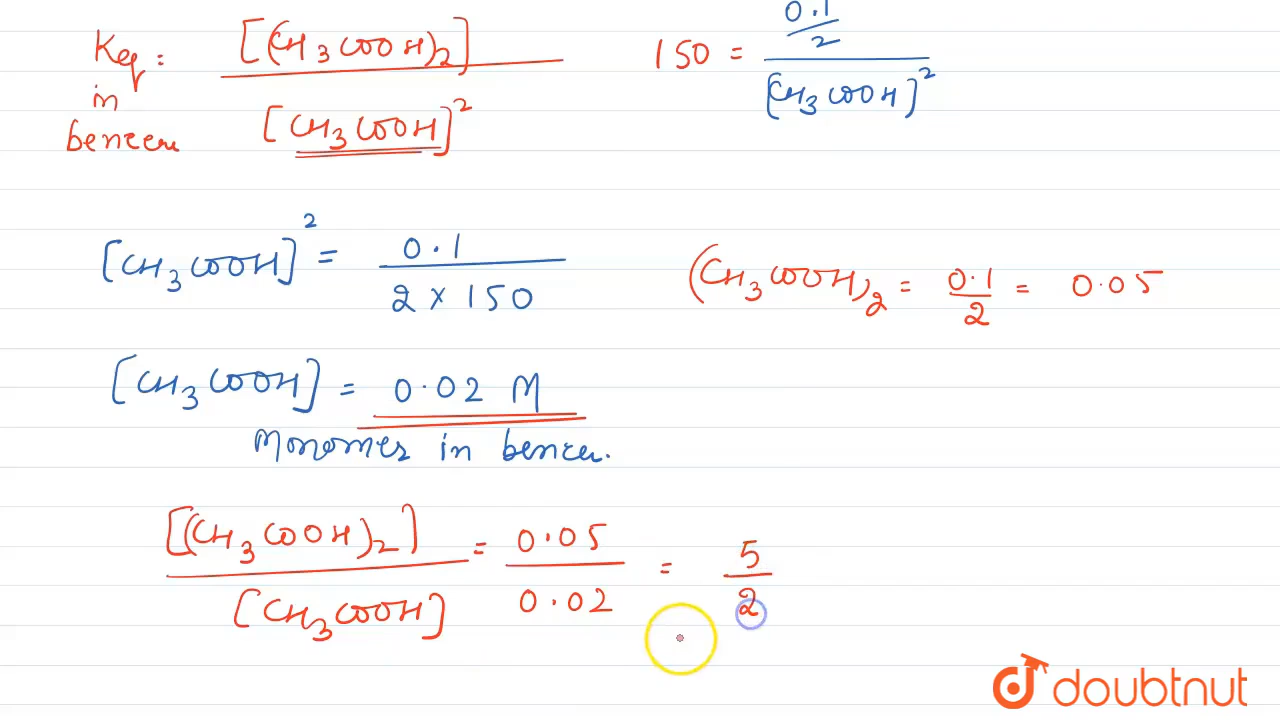 Keq = [(CH3COOH)2] / [CH3COOH]^2
in
benzene
150 = (0.1/2) / [CH3COOH]^2
[CH3COOH]^2 = 0.1 / 2 × 150
(CH3COOH)2 = 0.1/2 = 0.05
[CH3COOH] = 0.02 M
Monomer in benzen.
[(CH3COOH)2] / [CH3COOH] = 0.05 / 0.02 = 5/2
doubtnut